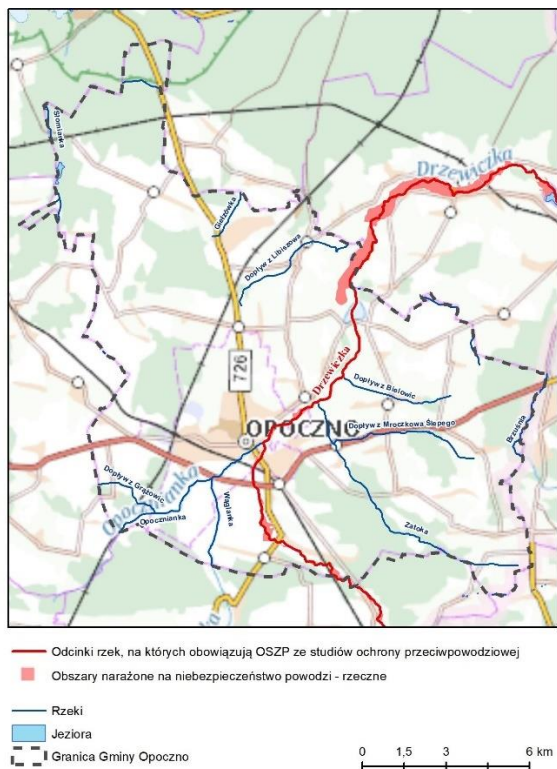 Słomianka
Drzewiczka
Giełzówka
Dopływ z Libiszowa
726
Drzewiczka
Dopływ z Bielowic
OPOCZNO
Dopływ z Mroczkowa Ślepego
Brzuśnia
Dopływ z Grążowic
Opocznianka
Opocznianka
Węglanka
Zatoka
Odcinki rzek, na których obowiązują OSZP ze studiów ochrony przeciwpowodziowej
Obszary narażone na niebezpieczeństwo powodzi - rzeczne
Rzeki
Jeziora
Granica Gminy Opoczno
0 1,5 3 6 km